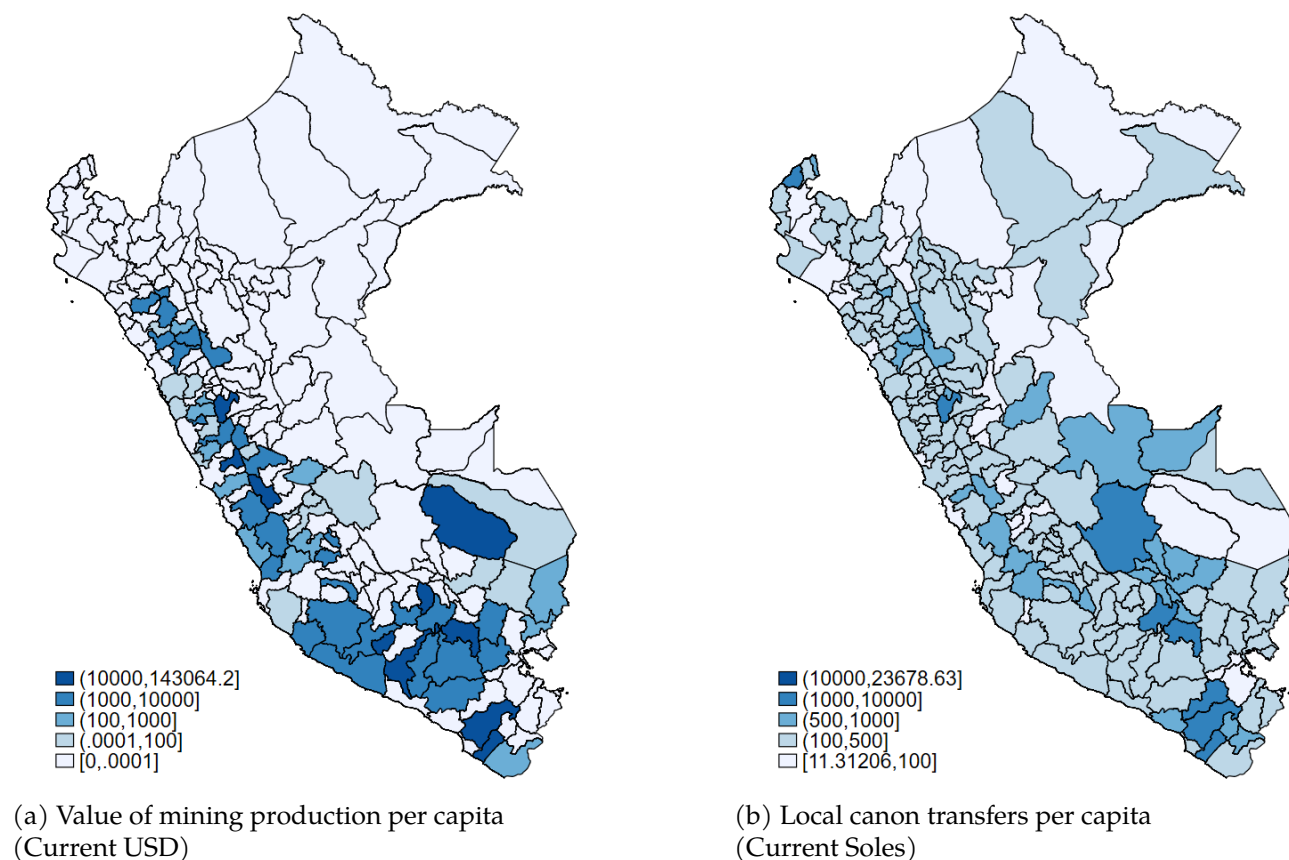 (10000,143064.2]
(1000,10000]
(100,1000]
(.0001,100]
[0,.0001]
(a) Value of mining production per capita
(Current USD)
(10000,23678.63]
(1000,10000]
(500,1000]
(100,500]
[11.31206,100]
(b) Local canon transfers per capita
(Current Soles)